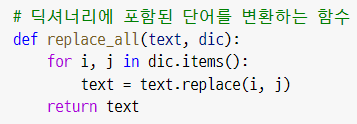 # 딕셔너리에 포함된 단어를 변환하는 함수
def replace_all(text, dic):
    for i, j in dic.items():
        text = text.replace(i, j)
    return text